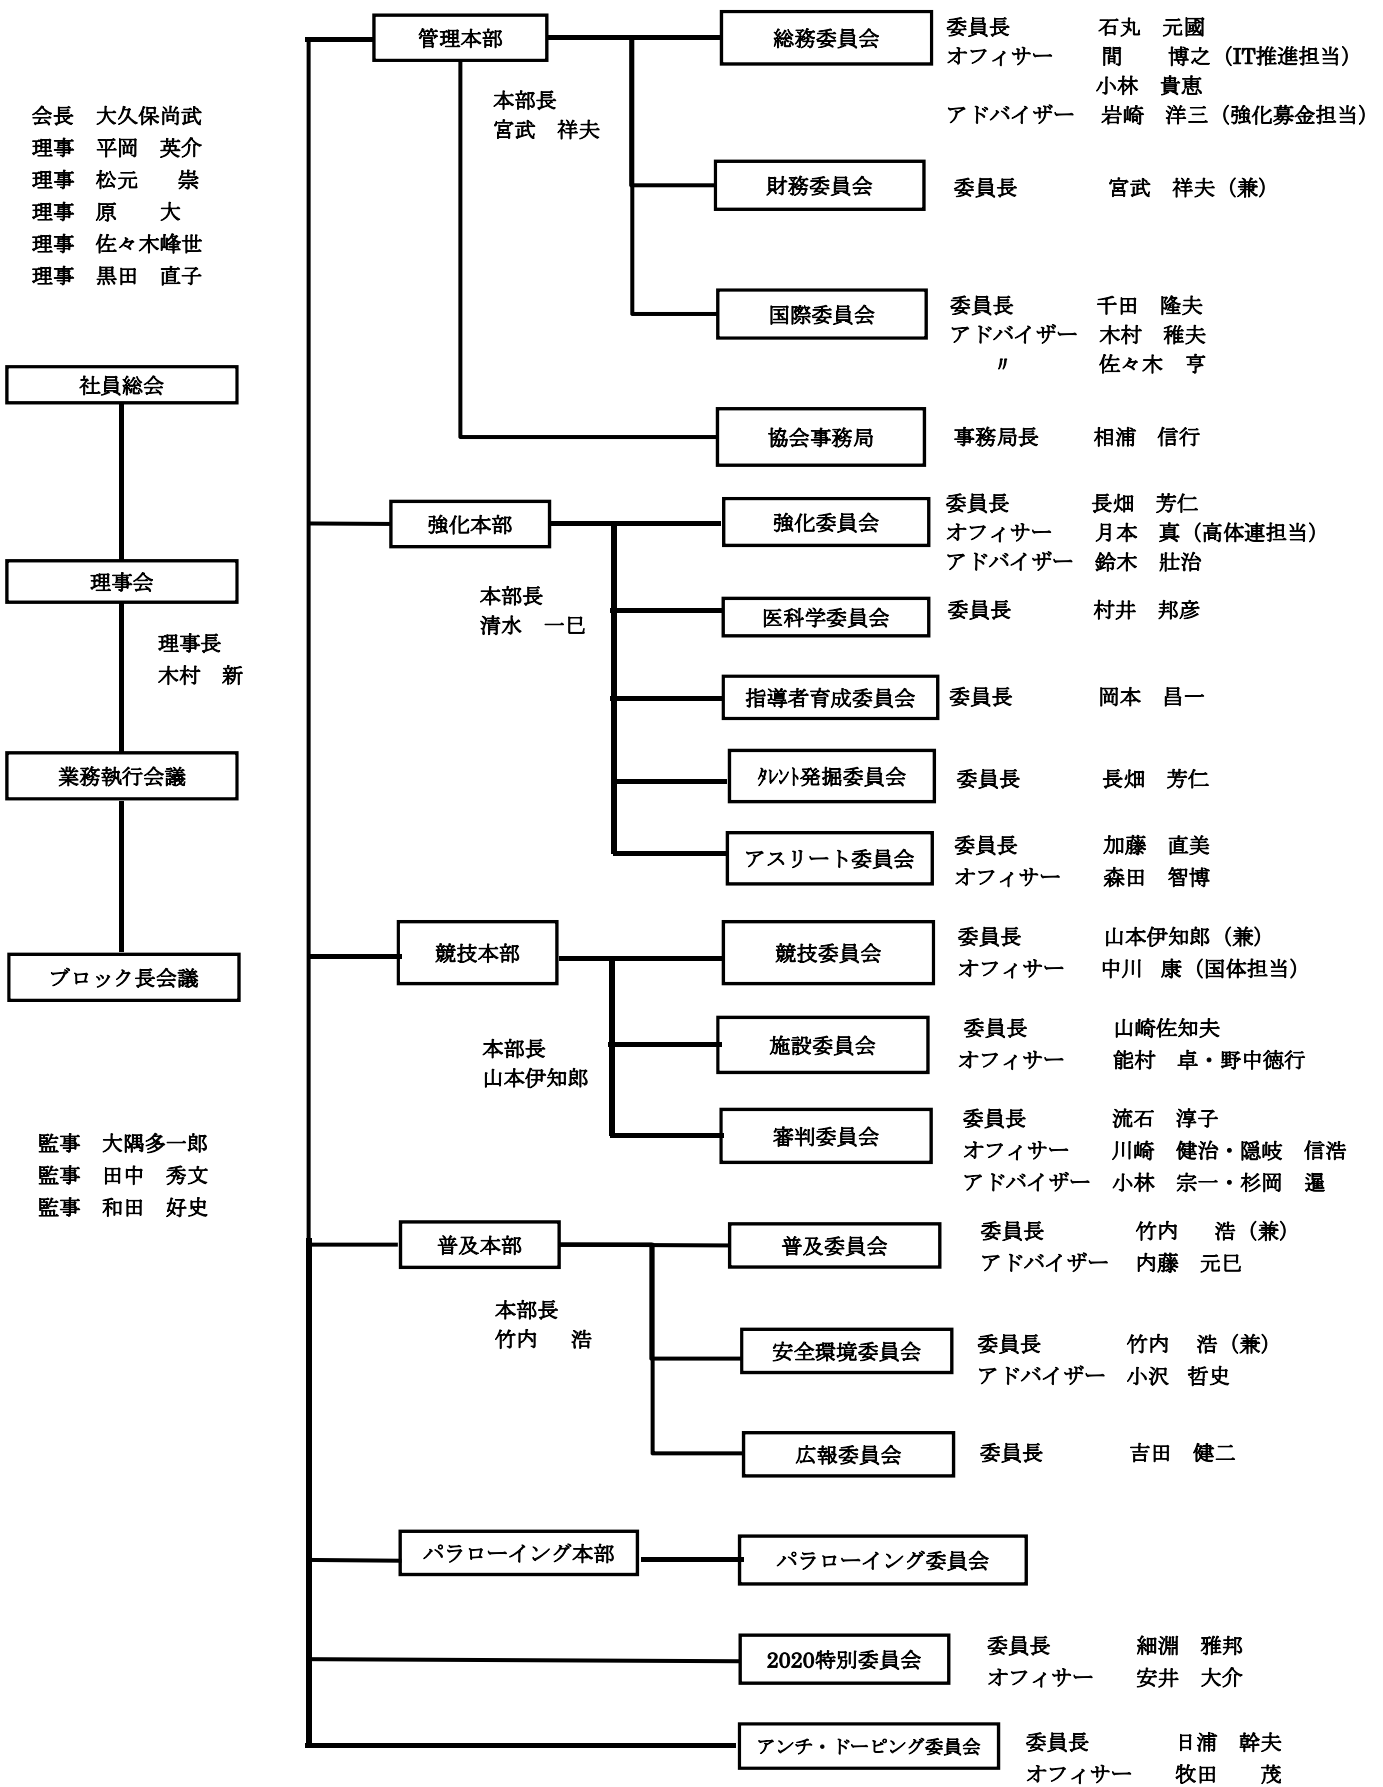 会長　大久保尚武
理事　平岡　英介
理事　松元　　崇
理事　原　　大
理事　佐々木峰世
理事　黒田　直子
社員総会
理事会
理事長
木村　新
業務執行会議
ブロック長会議
監事　大隅多一郎
監事　田中　秀文
監事　和田　好史
管理本部
本部長
宮武　祥夫
総務委員会
委員長　石丸　元國
オフィサー　間　　博之（IT推進担当）
小林　貴恵
アドバイザー　岩崎　洋三（強化募金担当）
財務委員会
委員長　宮武　祥夫（兼）
国際委員会
委員長　千田　隆夫
アドバイザー　木村　稚夫
〃　佐々木　亨
協会事務局
事務局長　相浦　信行
強化本部
本部長
清水　一巳
強化委員会
委員長　長畑　芳仁
オフィサー　月本　真（高体連担当）
アドバイザー　鈴木　壯治
医科学委員会
委員長　村井　邦彦
指導者育成委員会
委員長　岡本　昌一
ﾀﾚﾝﾄ発掘委員会
委員長　長畑　芳仁
アスリート委員会
委員長　加藤　直美
オフィサー　森田　智博
競技本部
本部長
山本伊知郎
競技委員会
委員長　山本伊知郎（兼）
オフィサー　中川　康（国体担当）
施設委員会
委員長　山崎佐知夫
オフィサー　能村　卓・野中徳行
審判委員会
委員長　流石　淳子
オフィサー　川崎　健治・隠岐　信浩
アドバイザー　小林　宗一・杉岡　暹
普及本部
本部長
竹内　浩
普及委員会
委員長　竹内　浩（兼）
アドバイザー　内藤　元巳
安全環境委員会
委員長　竹内　浩（兼）
アドバイザー　小沢　哲史
広報委員会
委員長　吉田　健二
パラローイング本部
パラローイング委員会
2020特別委員会
委員長　細淵　雅邦
オフィサー　安井　大介
アンチ・ドーピング委員会
委員長　日浦　幹夫
オフィサー　牧田　　茂